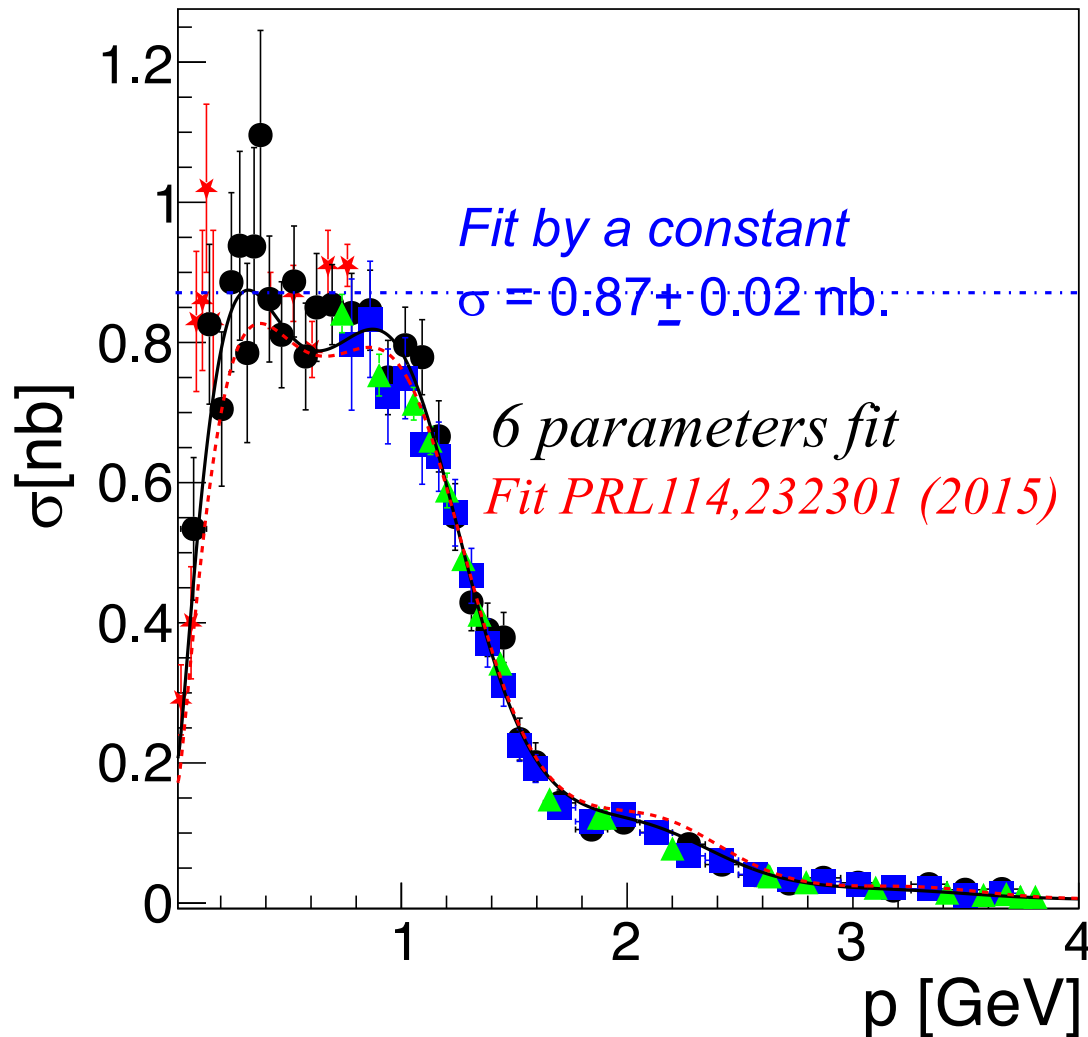 1.2
1
0.8
0.6
0.4
0.2
0
σ[nb]
Fit by a constant
σ = 0.87± 0.02 nb.
6 parameters fit
Fit PRL114,232301 (2015)
1 2 3 4
p [GeV]